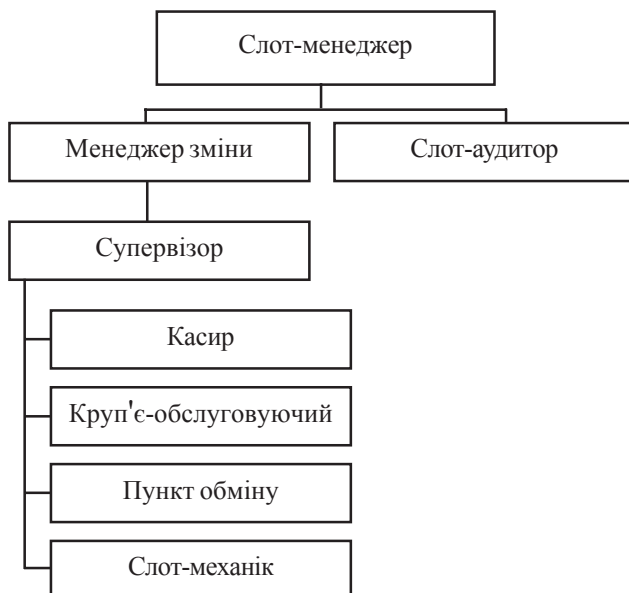 Слот-менеджер
Менеджер зміни
Слот-аудитор
Супервізор
Касир
Круп'є-обслуговуючий
Пункт обміну
Слот-механік